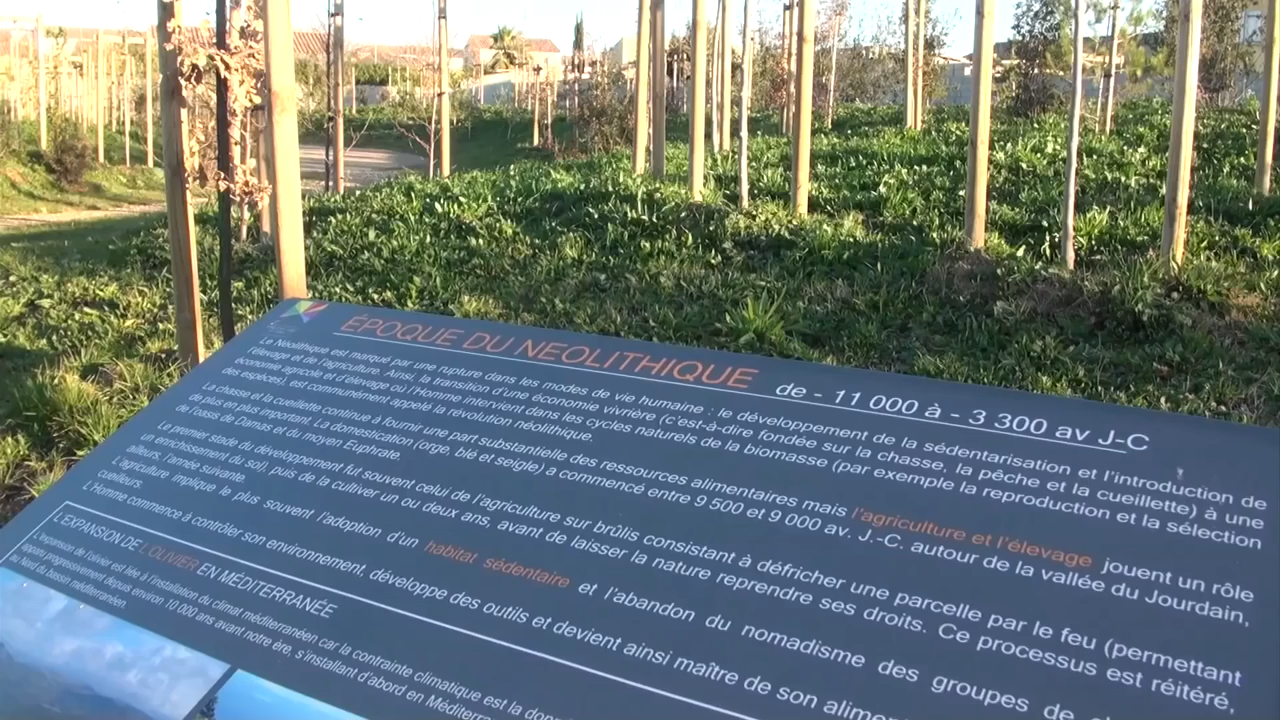 ÉPOQUE DU NEOLITHIQUE de - 11 000 à - 3 300 av J-C
Le Néolithique est marqué par une rupture dans les modes de vie humaine : le développement de la sédentarisation et l'introduction de
l'élevage et de l'agriculture. Ainsi, la transition d'une économie vivrière (c'est-à-dire fondée sur la chasse, la pêche et la cueillette) à une
économie agricole et d'élevage où l'Homme intervient dans les cycles naturels de la biomasse (par exemple la reproduction et la sélection
des espèces), est communément appelé la révolution néolithique.
La chasse et la cueillette continue à fournir une part substantielle des ressources alimentaires mais l'agriculture et l'élevage jouent un rôle
de plus en plus important. La domestication (orge, blé et seigle) a commencé entre 9 500 et 9 000 av. J.-C. autour de la vallée du Jourdain,
de l'oasis de Damas et du moyen Euphrate.
Le premier stade du développement fut souvent celui de l'agriculture sur brûlis consistant à défricher une parcelle par le feu (permettant
un enrichissement du sol), puis de la cultiver un ou deux ans, avant de laisser la nature reprendre ses droits. Ce processus est réitéré,
ailleurs, l'année suivante.
L'agriculture implique le plus souvent l'adoption d'un habitat sédentaire et l'abandon du nomadisme des groupes de
cueilleurs.
L'Homme commence à contrôler son environnement, développe des outils et devient ainsi maître de son
L'EXPANSION DE L'OLIVIER EN MÉDITERRANÉE
L'expansion de l'olivier est liée à l'installation du climat méditerranéen car la contrainte climatique est la
apparu progressivement depuis environ 10 000 ans avant notre ère, s'installant d'abord en
au Nord du bassin méditerranéen.